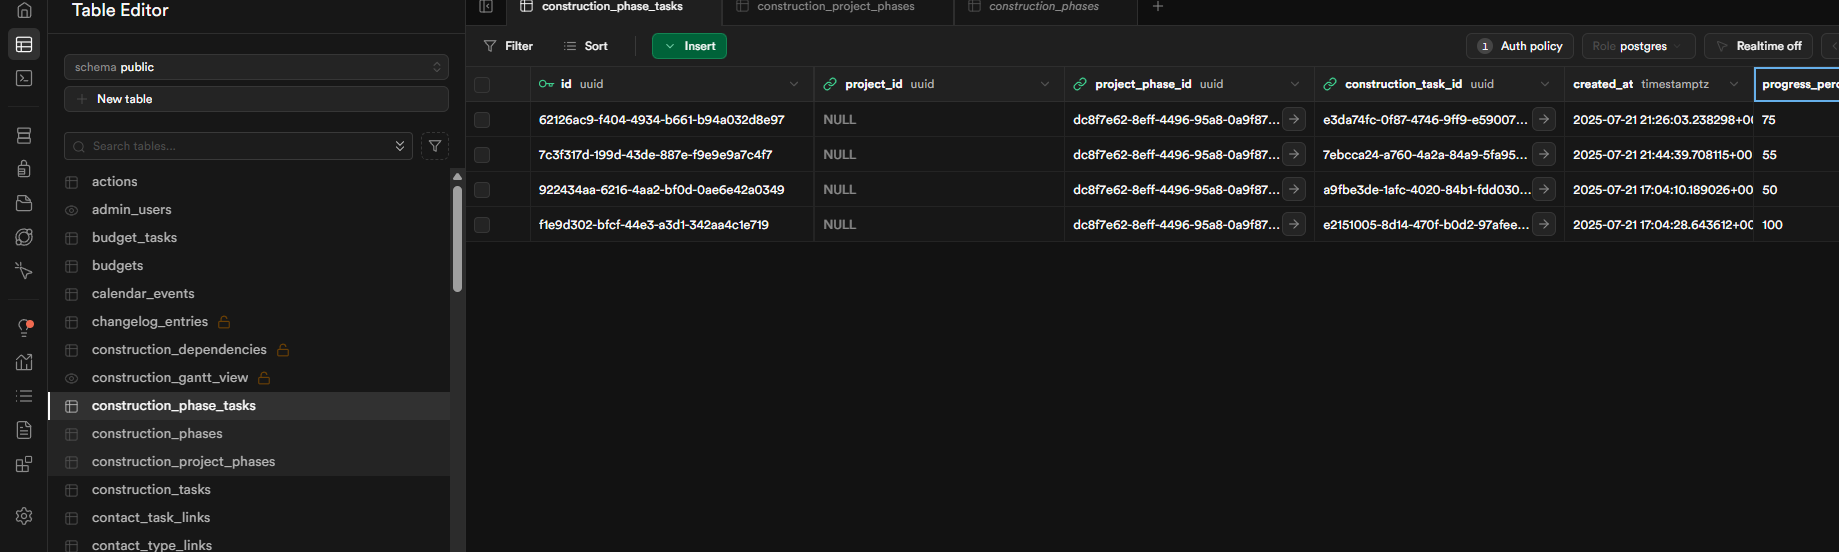 Table Editor
construction_phase_tasks
construction_project_phases
construction_phases
schema public
New table
Search tables...
actions
admin_users
budget_tasks
budgets
calendar_events
changelog_entries
construction_dependencies
construction_gantt_view
construction_phase_tasks
construction_phases
construction_project_phases
construction_tasks
contact_task_links
contact_type_links
Filter Sort Insert 1 Auth policy Role postgres Realtime off
id uuid project_id uuid project_phase_id uuid construction_task_id uuid created_at timestamptz progress_perc
62126ac9-f404-4934-b661-b94a032d8e97 NULL dc8f7e62-8eff-4496-95a8-0a9f87... e3da74fc-0f87-4746-9ff9-e59007... 2025-07-21 21:26:03.238298+00 75
7c3f317d-199d-43de-887e-f9e9e9a7c4f7 NULL dc8f7e62-8eff-4496-95a8-0a9f87... 7ebcca24-a760-4a2a-84a9-5fa95... 2025-07-21 21:44:39.708115+00 55
922434aa-6216-4aa2-bf0d-0ae6e42a0349 NULL dc8f7e62-8eff-4496-95a8-0a9f87... a9fbe3de-1afc-4020-84b1-fdd030... 2025-07-21 17:04:10.189026+00 50
f1e9d302-bfcf-44e3-a3d1-342aa4c1e719 NULL dc8f7e62-8eff-4496-95a8-0a9f87... e2151005-8d14-470f-b0d2-97afee... 2025-07-21 17:04:28.643612+00 100